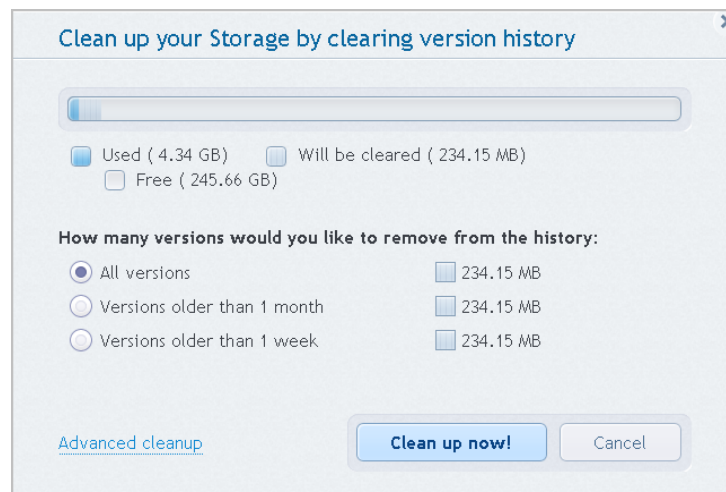 Clean up your Storage by clearing version history
Used ( 4.34 GB) Will be cleared ( 234.15 MB)
Free ( 245.66 GB)
How many versions would you like to remove from the history:
All versions 234.15 MB
Versions older than 1 month 234.15 MB
Versions older than 1 week 234.15 MB
Advanced cleanup Clean up now! Cancel